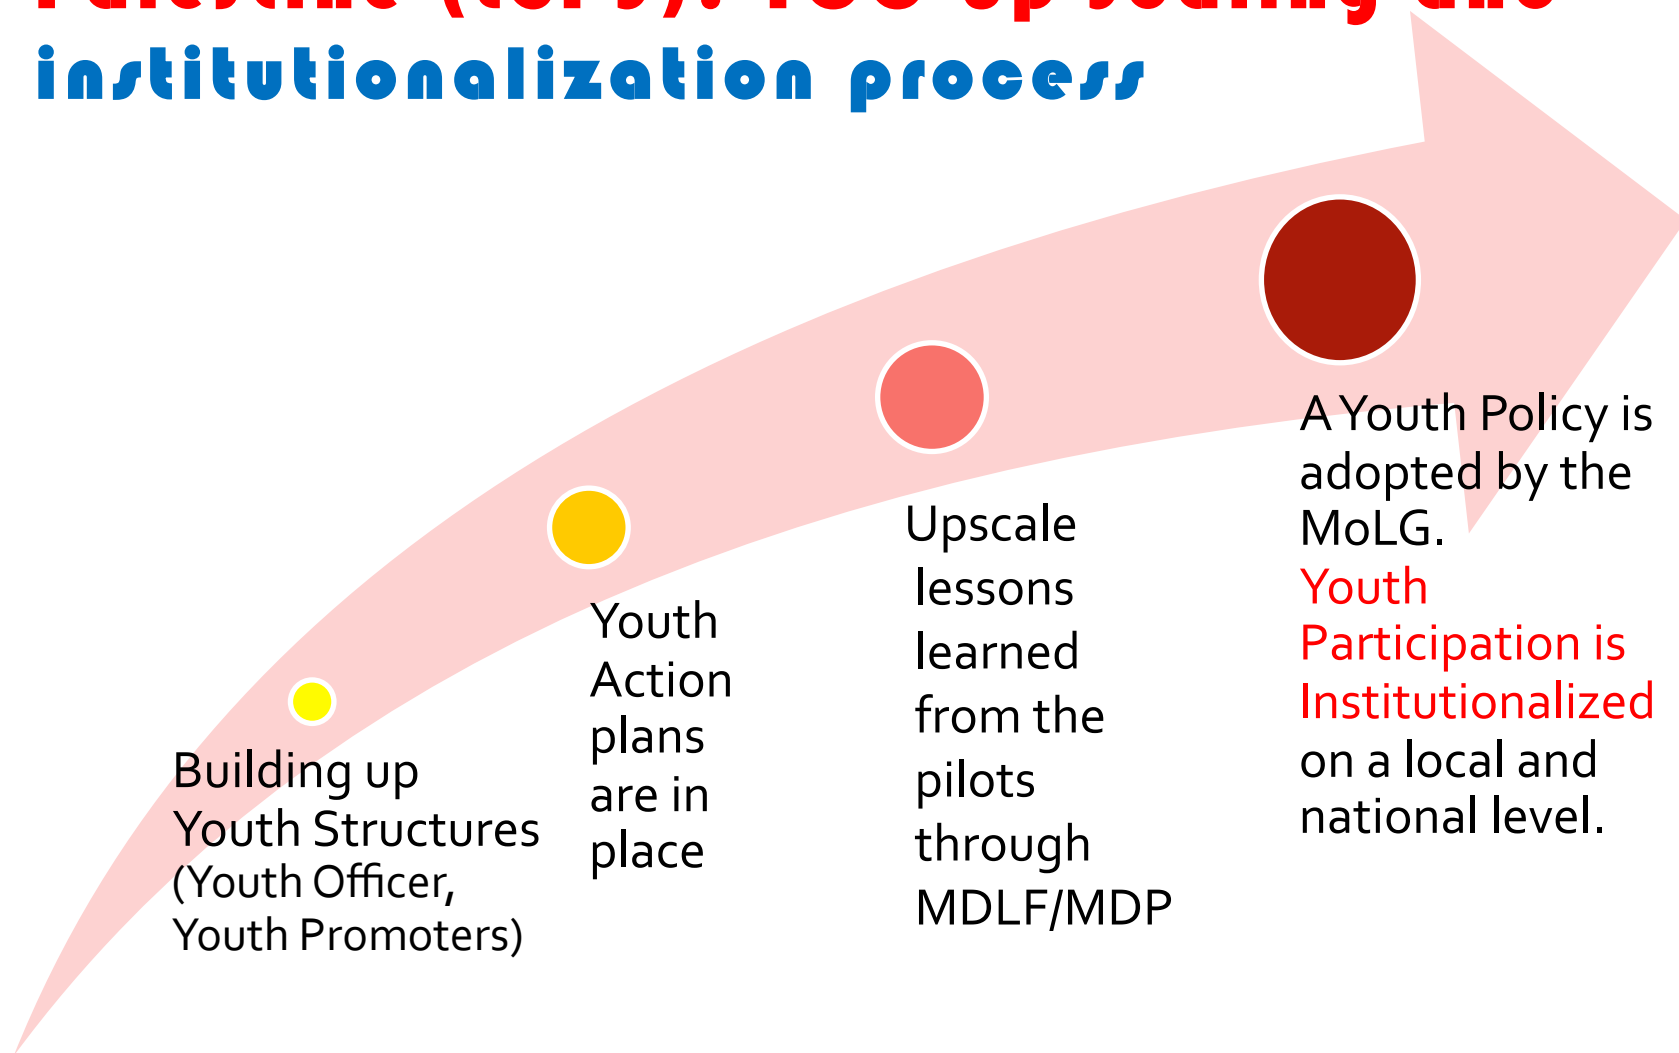 institutionalization process
Building up
Youth Structures
(Youth Officer,
Youth Promoters)
Youth
Action
plans
are in
place
Upscale
lessons
learned
from the
pilots
through
MDLF/MDP
A Youth Policy is
adopted by the
MoLG.
Youth
Participation is
Institutionalized
on a local and
national level.